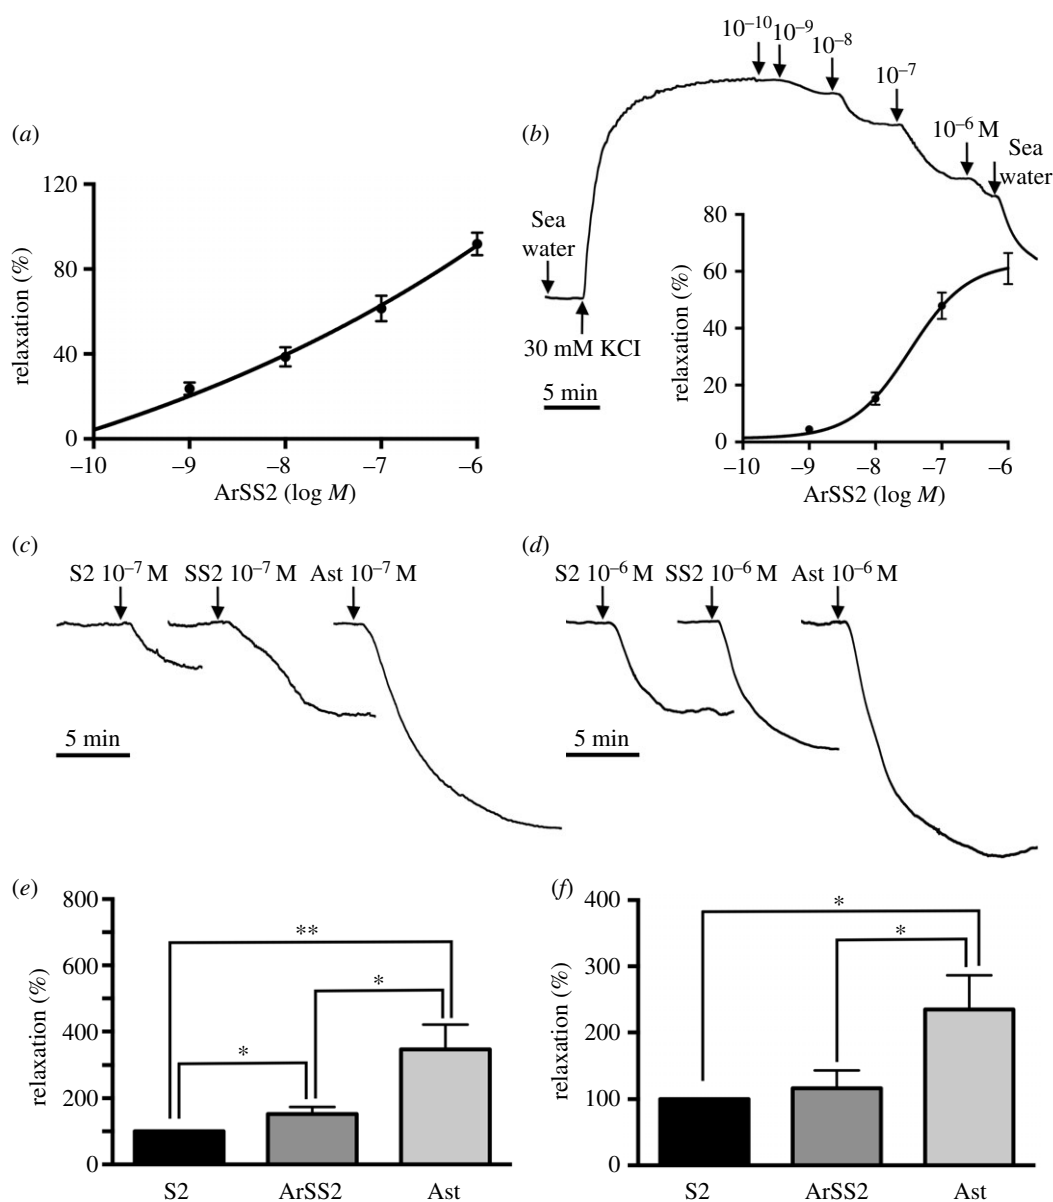 (a)
120
80
40
0
relaxation (%)
–10 –9 –8 –7 –6
ArSS2 (log M)
(b)
10–10 10–9
10–8
10–7
10–6 M
Sea
water
Sea
water
30 mM KCl
5 min
80
60
40
20
0
relaxation (%)
–10 –9 –8 –7 –6
ArSS2 (log M)
(c)
S2 10–7 M SS2 10–7 M Ast 10–7 M
5 min
(d)
S2 10–6 M SS2 10–6 M Ast 10–6 M
5 min
(e)
800
600
400
200
0
relaxation (%)
**
*
*
S2 ArSS2 Ast
(f)
400
300
200
100
0
relaxation (%)
*
*
S2 ArSS2 Ast